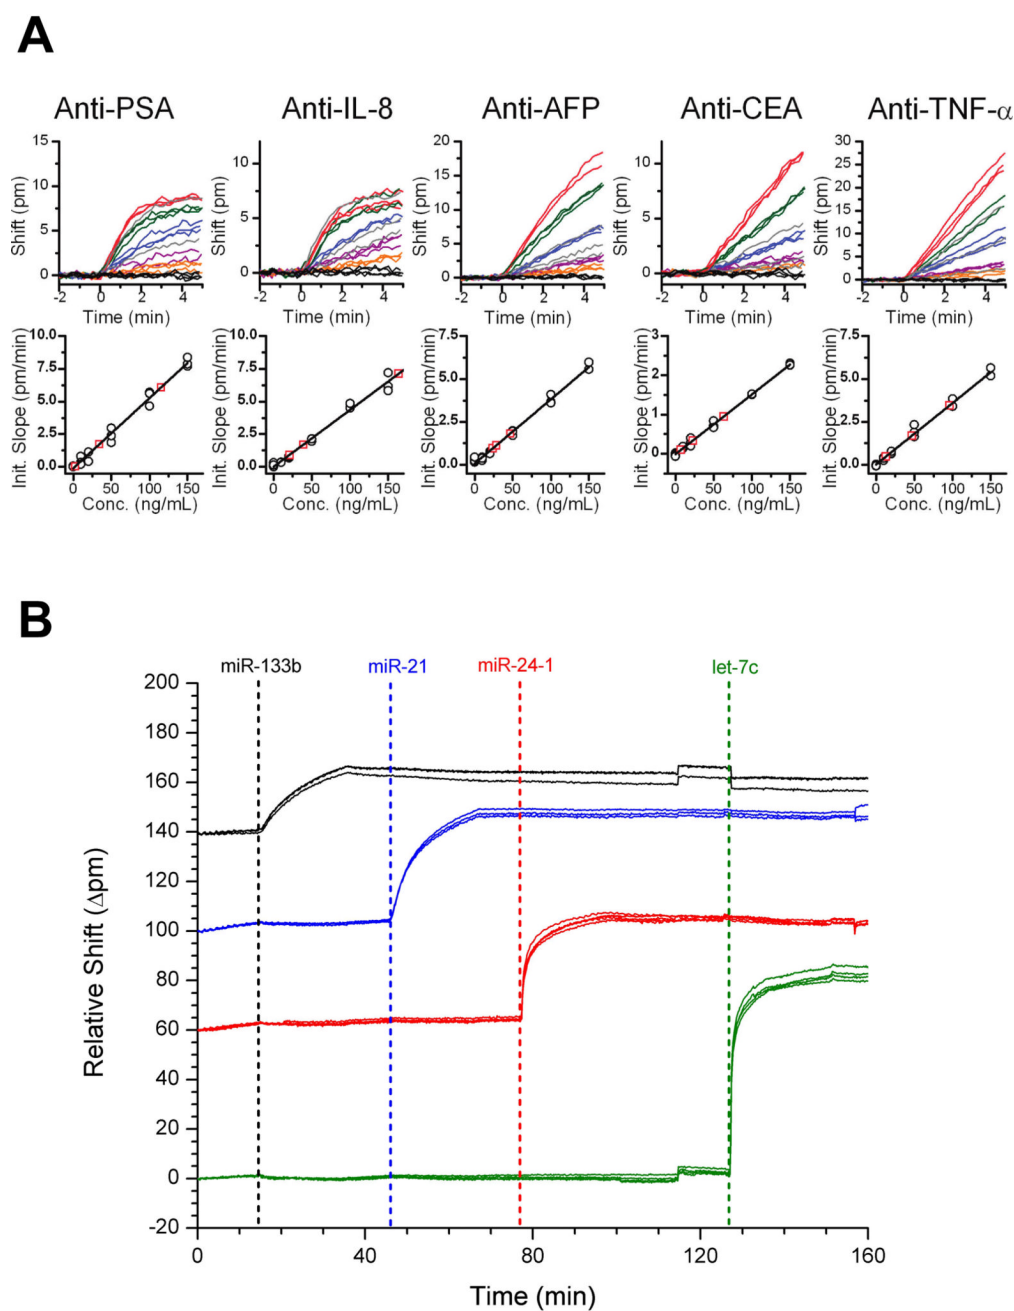 A
Anti-PSA Anti-IL-8 Anti-AFP Anti-CEA Anti-TNF-α
Shift (pm)
15
10
5
0
-2 0 2 4
Time (min)
Shift (pm)
10
5
0
-2 0 2 4
Time (min)
Shift (pm)
20
15
10
5
0
-2 0 2 4
Time (min)
Shift (pm)
10
5
0
-2 0 2 4
Time (min)
Shift (pm)
30
25
20
15
10
5
0
-2 0 2 4
Time (min)
Init. Slope (pm/min)
10.0
7.5
5.0
2.5
0.0
0 50 100 150
Conc. (ng/mL)
Init. Slope (pm/min)
10.0
7.5
5.0
2.5
0.0
0 50 100 150
Conc. (ng/mL)
Init. Slope (pm/min)
7.5
5.0
2.5
0.0
0 50 100 150
Conc. (ng/mL)
Init. Slope (pm/min)
3
2
1
0
0 50 100 150
Conc. (ng/mL)
Init. Slope (pm/min)
7.5
5.0
2.5
0.0
0 50 100 150
Conc. (ng/mL)
B
miR-133b miR-21 miR-24-1 let-7c
Relative Shift (Δpm)
200
180
160
140
120
100
80
60
40
20
0
-20
0 40 80 120 160
Time (min)